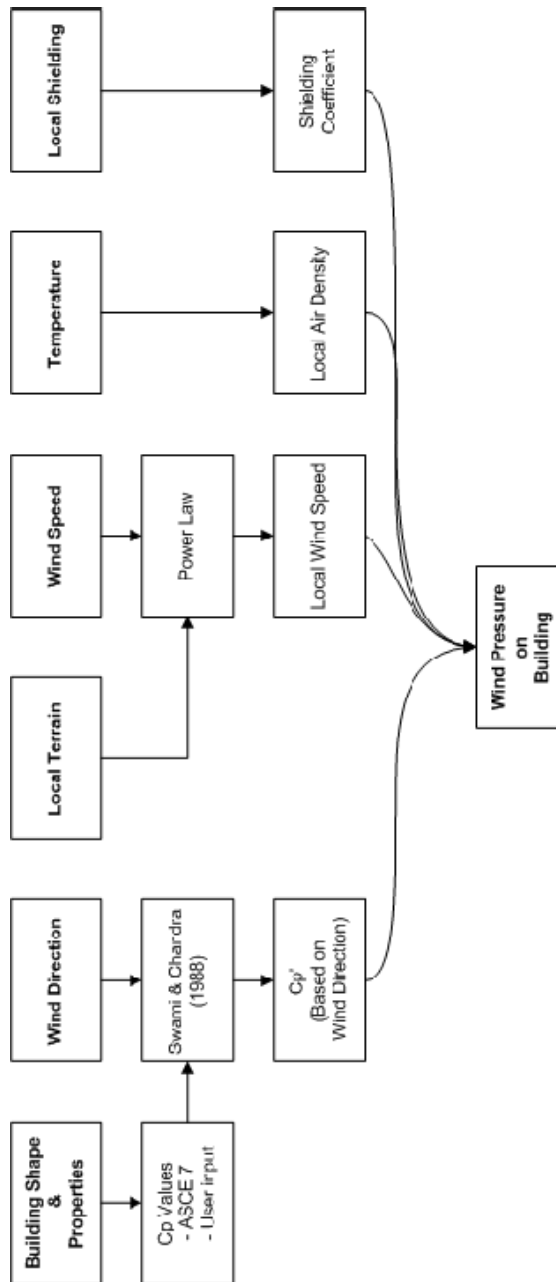 Building Shape
&
Properties
Wind Direction
Local Terrain
Wind Speed
Temperature
Local Shielding
Cp Values
- ASCE 7
- User input
Swami & Chardra
(1988)
Power Law
Cp'
(Based on
Wind Direction)
Local Wind Speed
Local Air Density
Shielding
Coefficient
Wind Pressure
on
Building